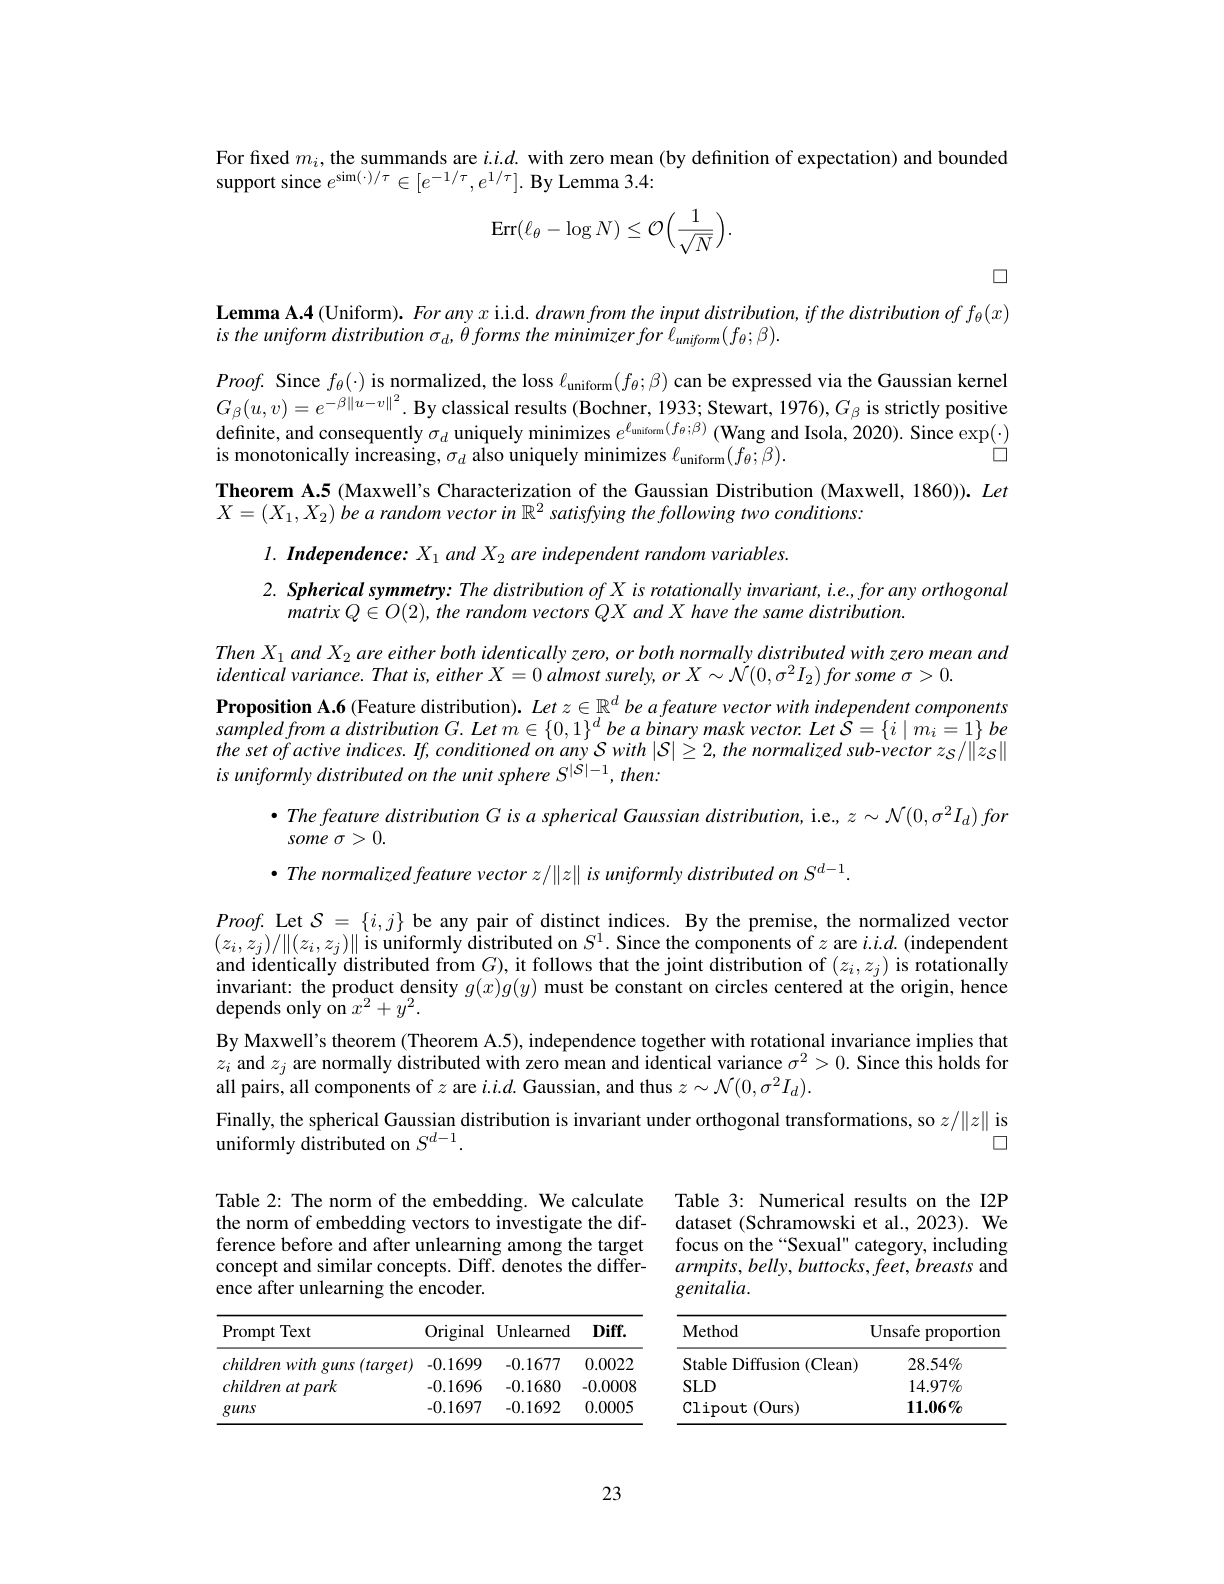 For fixed m_i, the summands are i.i.d. with zero mean (by definition of expectation) and bounded
support since e^{sim(·)/τ} ∈ [e^{−1/τ}, e^{1/τ}]. By Lemma 3.4:
Err(ℓ_θ − log N) ≤ 𝒪(1/√N).
□
Lemma A.4 (Uniform). For any x i.i.d. drawn from the input distribution, if the distribution of f_θ(x)
is the uniform distribution σ_d, θ forms the minimizer for ℓ_uniform(f_θ; β).
Proof. Since f_θ(·) is normalized, the loss ℓ_uniform(f_θ; β) can be expressed via the Gaussian kernel
G_β(u, v) = e^{−β‖u−v‖²}. By classical results (Bochner, 1933; Stewart, 1976), G_β is strictly positive
definite, and consequently σ_d uniquely minimizes e^{ℓ_uniform(f_θ;β)} (Wang and Isola, 2020). Since exp(·)
is monotonically increasing, σ_d also uniquely minimizes ℓ_uniform(f_θ; β). □
Theorem A.5 (Maxwell's Characterization of the Gaussian Distribution (Maxwell, 1860)). Let
X = (X_1, X_2) be a random vector in ℝ² satisfying the following two conditions:
1. Independence: X_1 and X_2 are independent random variables.
2. Spherical symmetry: The distribution of X is rotationally invariant, i.e., for any orthogonal
matrix Q ∈ O(2), the random vectors QX and X have the same distribution.
Then X_1 and X_2 are either both identically zero, or both normally distributed with zero mean and
identical variance. That is, either X = 0 almost surely, or X ∼ 𝒩(0, σ²I_2) for some σ > 0.
Proposition A.6 (Feature distribution). Let z ∈ ℝ^d be a feature vector with independent components
sampled from a distribution G. Let m ∈ {0, 1}^d be a binary mask vector. Let 𝒮 = {i | m_i = 1} be
the set of active indices. If, conditioned on any 𝒮 with |𝒮| ≥ 2, the normalized sub-vector z_𝒮/‖z_𝒮‖
is uniformly distributed on the unit sphere S^{|𝒮|−1}, then:
• The feature distribution G is a spherical Gaussian distribution, i.e., z ∼ 𝒩(0, σ²I_d) for
some σ > 0.
• The normalized feature vector z/‖z‖ is uniformly distributed on S^{d−1}.
Proof. Let 𝒮 = {i, j} be any pair of distinct indices. By the premise, the normalized vector
(z_i, z_j)/‖(z_i, z_j)‖ is uniformly distributed on S¹. Since the components of z are i.i.d. (independent
and identically distributed from G), it follows that the joint distribution of (z_i, z_j) is rotationally
invariant: the product density g(x)g(y) must be constant on circles centered at the origin, hence
depends only on x² + y².
By Maxwell's theorem (Theorem A.5), independence together with rotational invariance implies that
z_i and z_j are normally distributed with zero mean and identical variance σ² > 0. Since this holds for
all pairs, all components of z are i.i.d. Gaussian, and thus z ∼ 𝒩(0, σ²I_d).
Finally, the spherical Gaussian distribution is invariant under orthogonal transformations, so z/‖z‖ is
uniformly distributed on S^{d−1}. □
Table 2: The norm of the embedding. We calculate
the norm of embedding vectors to investigate the dif-
ference before and after unlearning among the target
concept and similar concepts. Diff. denotes the differ-
ence after unlearning the encoder.
Prompt Text Original Unlearned Diff.
children with guns (target) -0.1699 -0.1677 0.0022
children at park -0.1696 -0.1680 -0.0008
guns -0.1697 -0.1692 0.0005
Table 3: Numerical results on the I2P
dataset (Schramowski et al., 2023). We
focus on the “Sexual" category, including
armpits, belly, buttocks, feet, breasts and
genitalia.
Method Unsafe proportion
Stable Diffusion (Clean) 28.54%
SLD 14.97%
Clipout (Ours) 11.06%
23